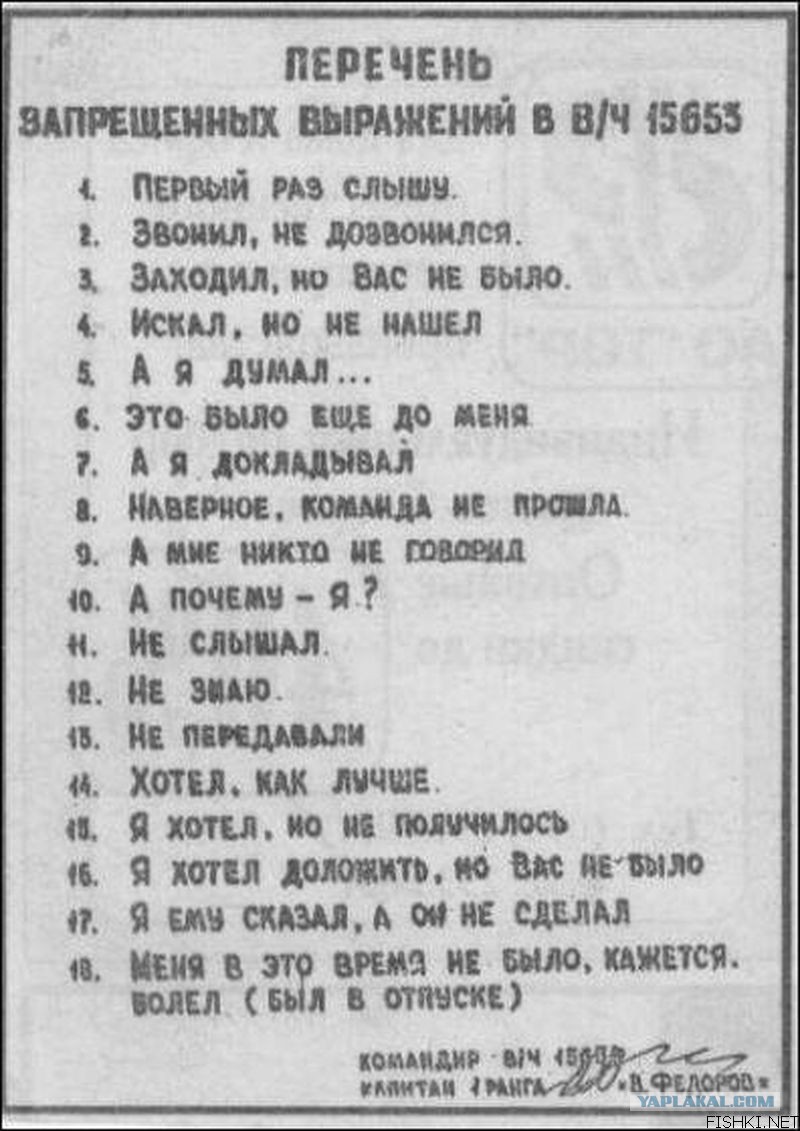 ПЕРЕЧЕНЬ
ЗАПРЕЩЕННЫХ ВЫРАЖЕНИЙ В В/Ч 15653
1. ПЕРВЫЙ РАЗ СЛЫШУ.
2. ЗВОНИЛ, НЕ ДОЗВОНИЛСЯ.
3. ЗАХОДИЛ, НО ВАС НЕ БЫЛО.
4. ИСКАЛ, НО НЕ НАШЕЛ
5. А Я ДУМАЛ...
6. ЭТО БЫЛО ЕЩЕ ДО МЕНЯ
7. А Я ДОКЛАДЫВАЛ
8. НАВЕРНОЕ, КОМАНДА НЕ ПРОШЛА.
9. А МНЕ НИКТО НЕ ГОВОРИЛ
10. А ПОЧЕМУ - Я?
11. НЕ СЛЫШАЛ.
12. НЕ ЗНАЮ.
13. НЕ ПЕРЕДАВАЛИ
14. ХОТЕЛ, КАК ЛУЧШЕ.
15. Я ХОТЕЛ, НО НЕ ПОЛУЧИЛОСЬ
16. Я ХОТЕЛ ДОЛОЖИТЬ, НО ВАС НЕ БЫЛО
17. Я ЕМУ СКАЗАЛ, А ОН НЕ СДЕЛАЛ
18. МЕНЯ В ЭТО ВРЕМЯ НЕ БЫЛО, КАЖЕТСЯ.
БОЛЕЛ (БЫЛ В ОТПУСКЕ)
КОМАНДИР В/Ч 15653
КАПИТАН 1 РАНГА «В. ФЕДОРОВ»
YAPLAKAL.COM
FISHKI.NET